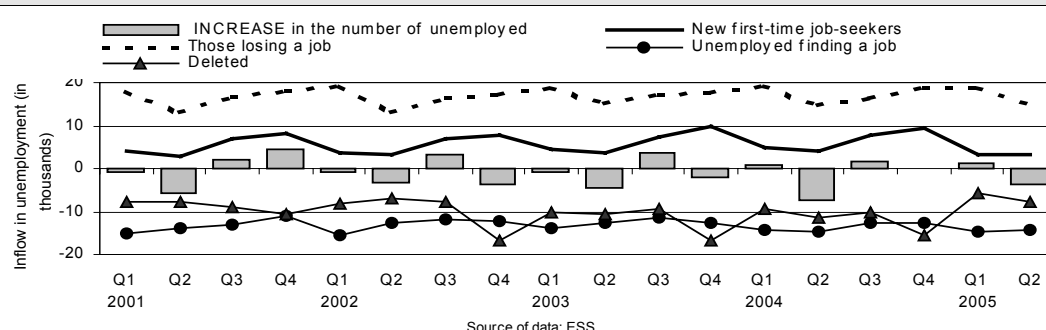 INCREASE in the number of unemployed
New first-time job-seekers
Those losing a job
Unemployed finding a job
Deleted
Inflow in unemployment (in
thousands)
20
10
0
-10
-20
Q1 Q2 Q3 Q4 Q1 Q2 Q3 Q4 Q1 Q2 Q3 Q4 Q1 Q2 Q3 Q4 Q1 Q2
2001 2002 2003 2004 2005
Source of data: ESS